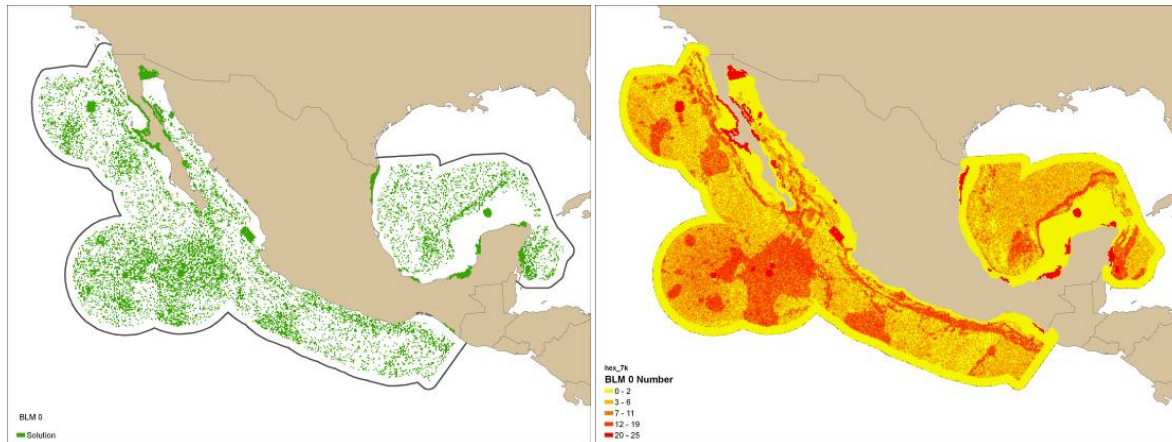 BLM 0
Solution
hex_7k
BLM 0 Number
0 - 2
3 - 6
7 - 11
12 - 19
20 - 25